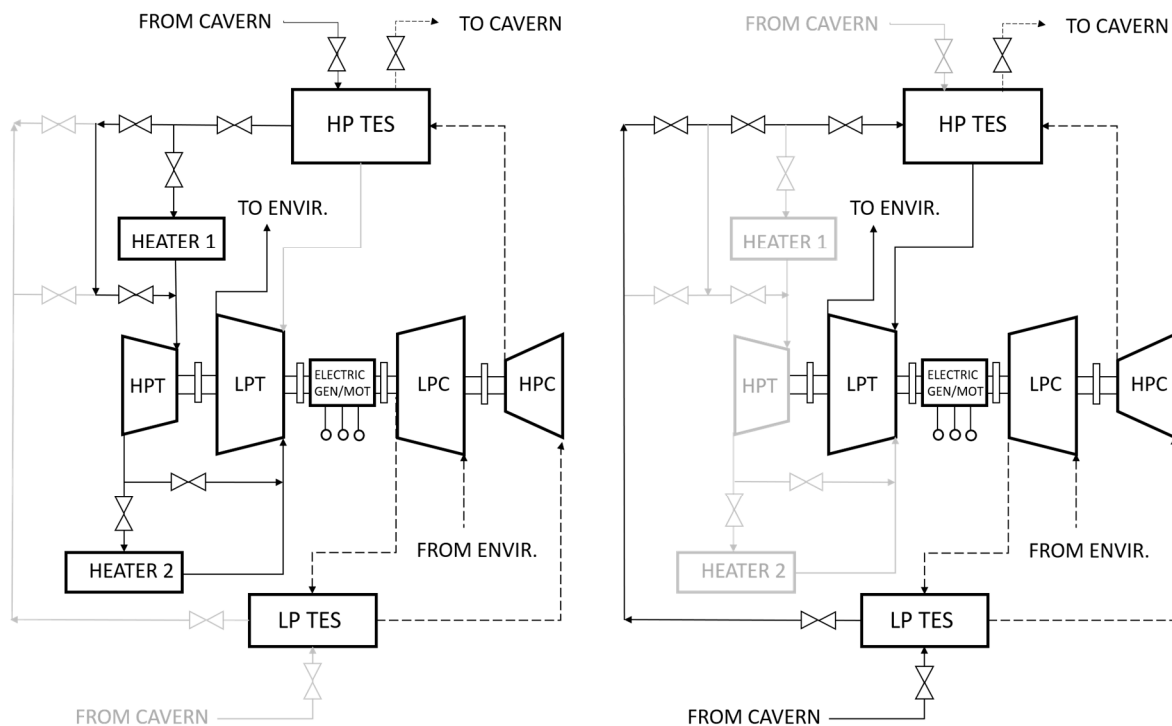 FROM CAVERN
TO CAVERN
HP TES
HEATER 1
TO ENVIR.
HPT
LPT
ELECTRIC
GEN/MOT
LPC
HPC
FROM ENVIR.
HEATER 2
LP TES
FROM CAVERN
FROM CAVERN
TO CAVERN
HP TES
HEATER 1
TO ENVIR.
HPT
LPT
ELECTRIC
GEN/MOT
LPC
HPC
FROM ENVIR.
HEATER 2
LP TES
FROM CAVERN